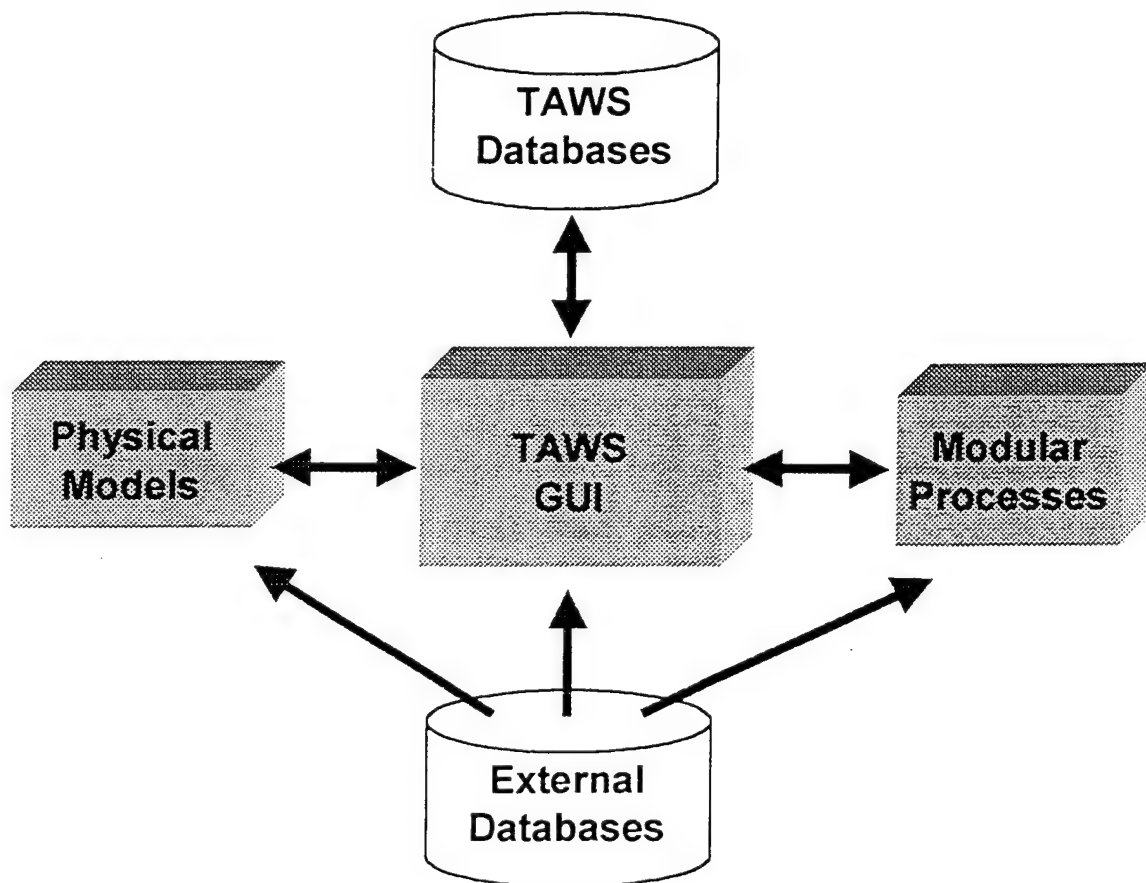 TAWS
Databases
Physical
Models
TAWS
GUI
Modular
Processes
External
Databases